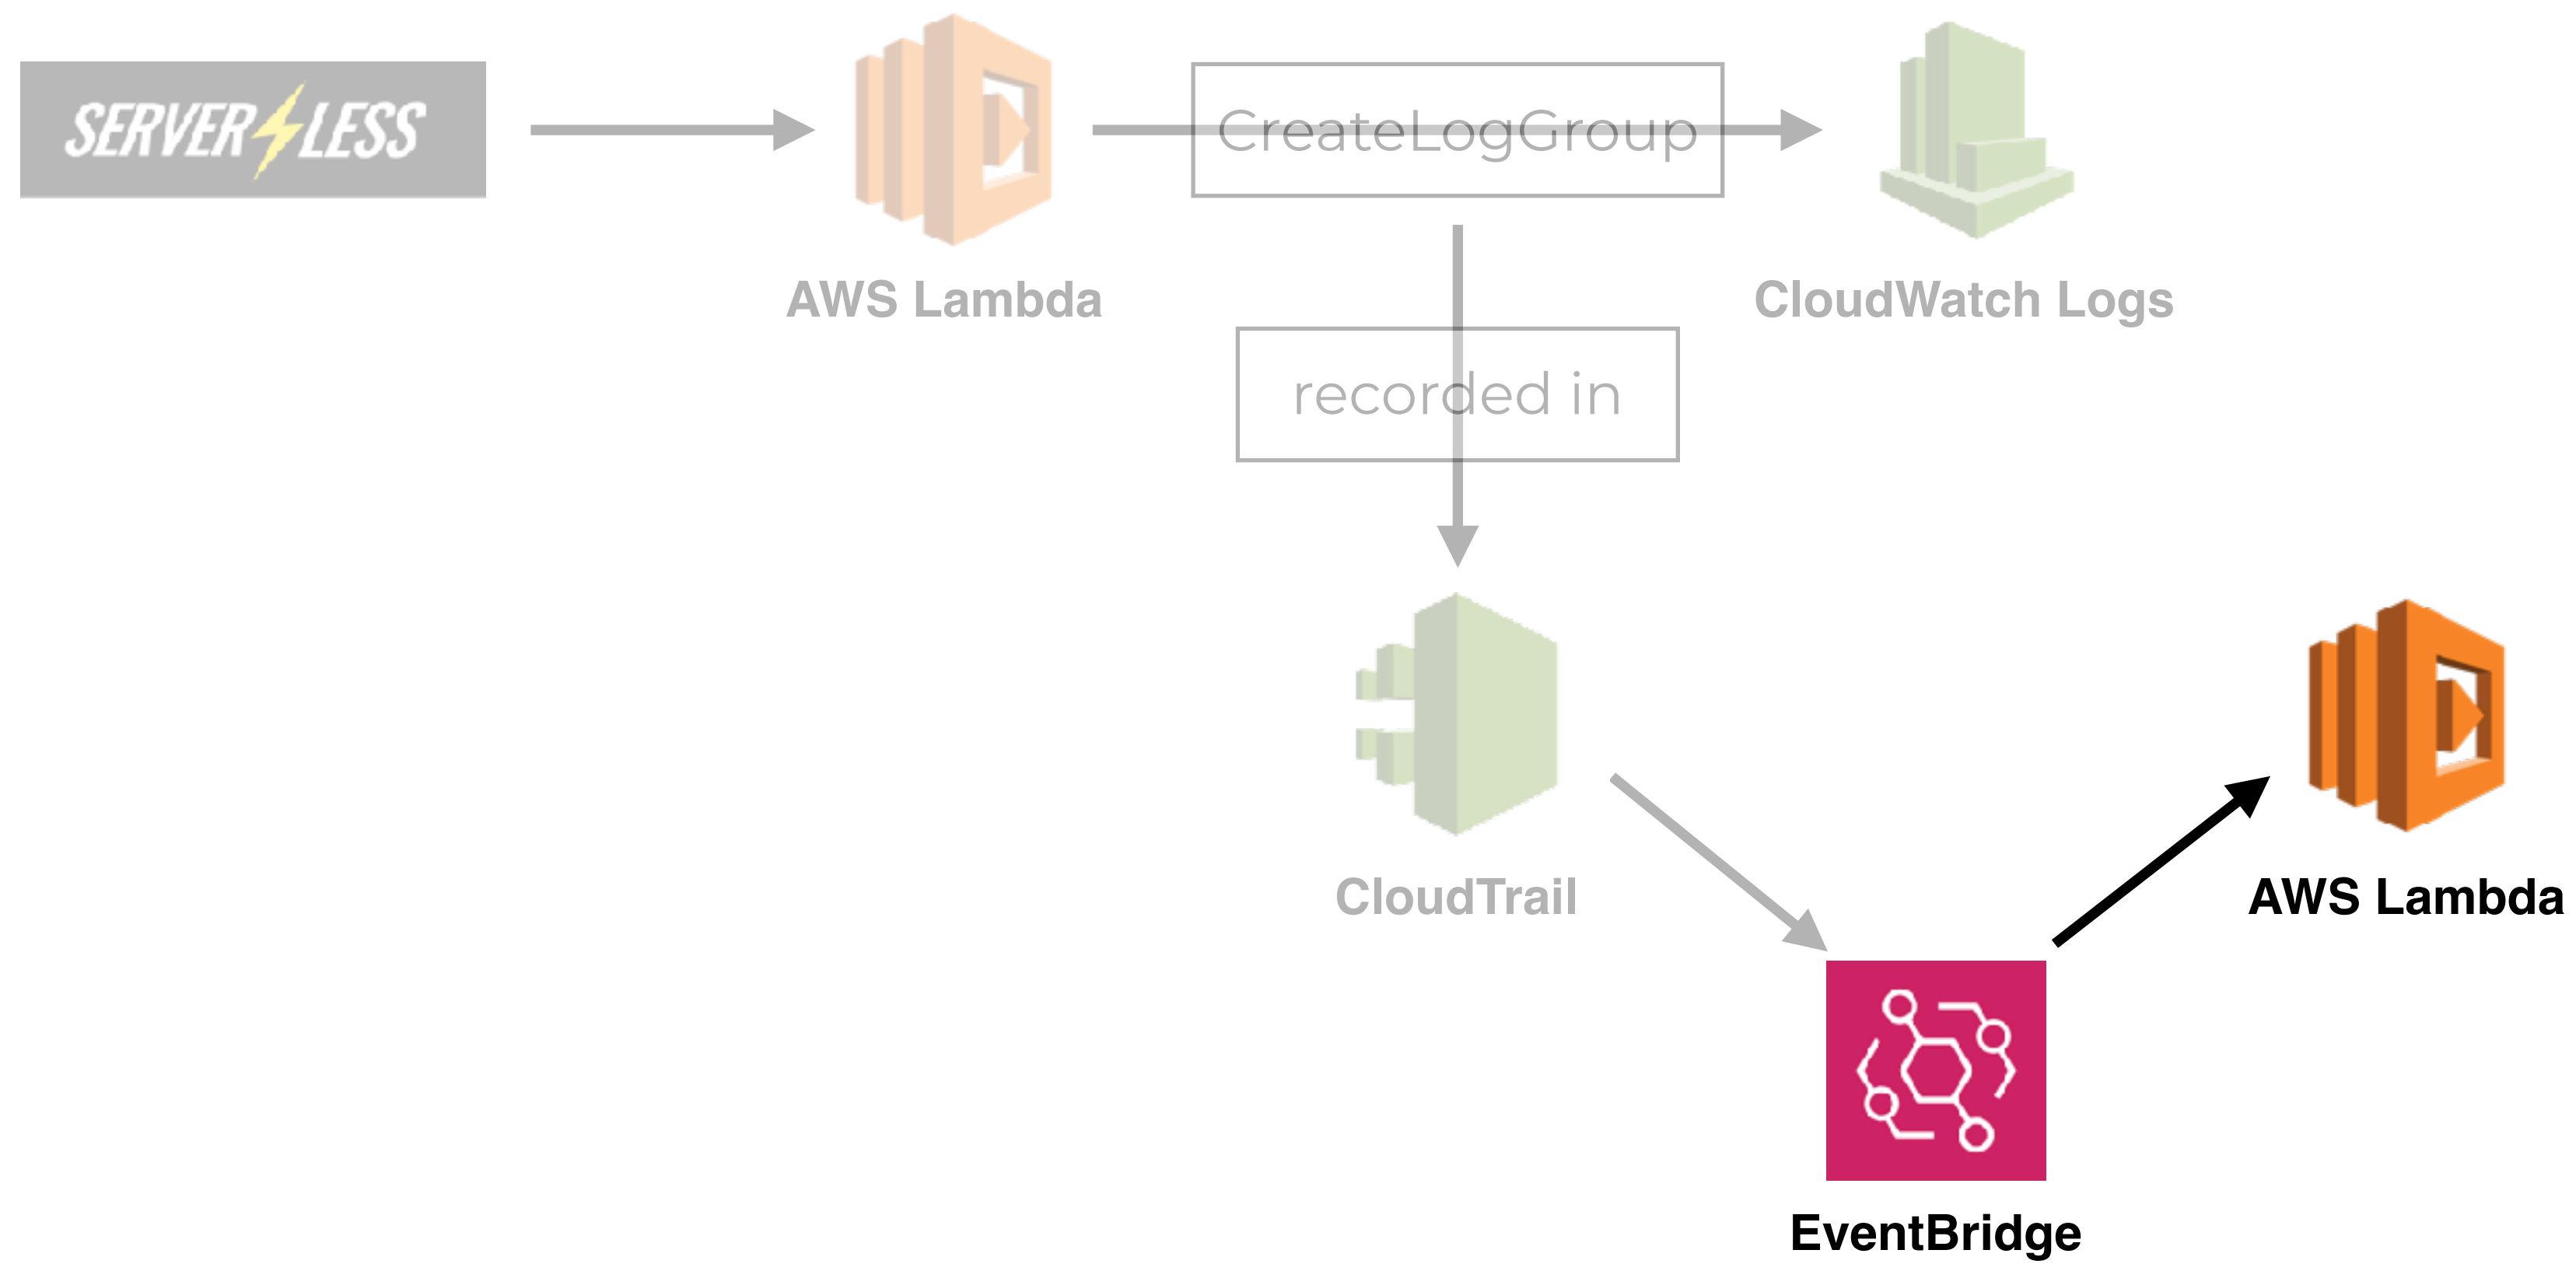 SERVERLESS
CreateLogGroup
AWS Lambda
CloudWatch Logs
recorded in
CloudTrail
AWS Lambda
EventBridge